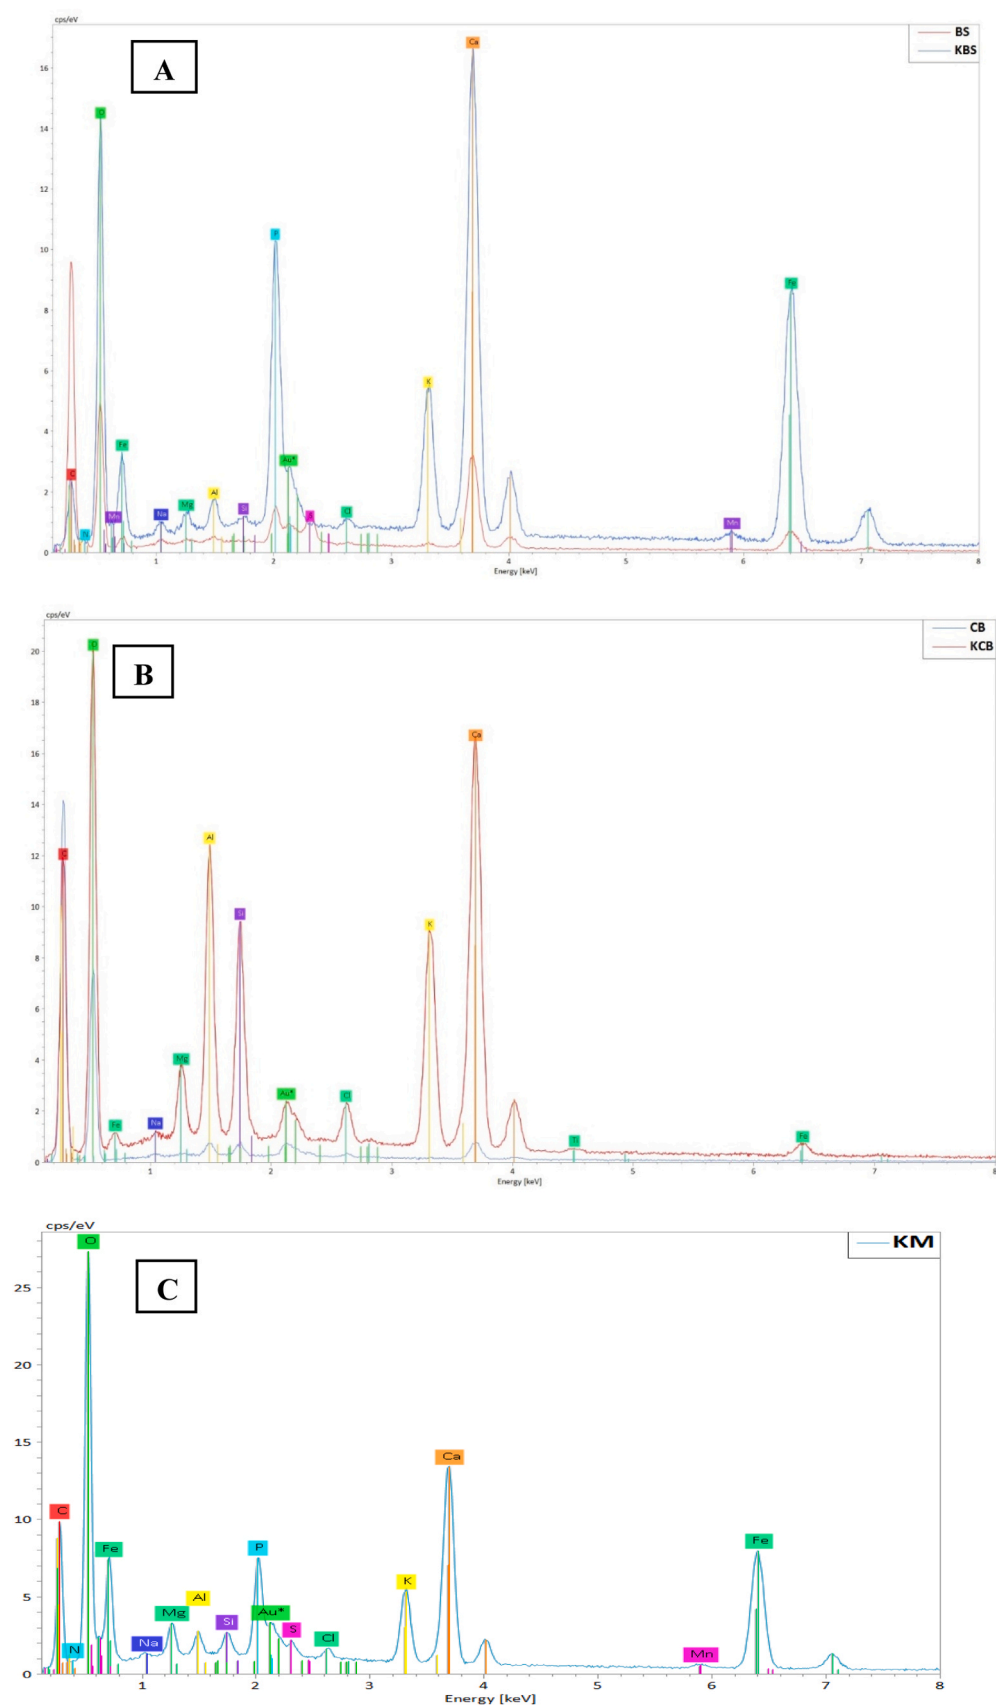 cps/eV
A
BS
KBS
Ca
16
O
14
12
P
10
Fe
8
6
K
4
Fe
Au*
C
2
Al
Mg
Si
Mn
Na
S
Cl
Mn
N
0
1 2 3 4 5 6 7 8
Energy [keV]
cps/eV
B
CB
KCB
O
20
18
Ca
16
14
12
C
Al
10
Si
K
8
6
4
Mg
Au*
2
Cl
Fe
Na
Ti
Fe
0
1 2 3 4 5 6 7 8
Energy [keV]
cps/eV
C
KM
O
25
20
15
Ca
10
C
Fe
P
Fe
K
5
Al
Mg
Au*
Si
S
N
Na
Cl
Mn
0
1 2 3 4 5 6 7 8
Energy [keV]